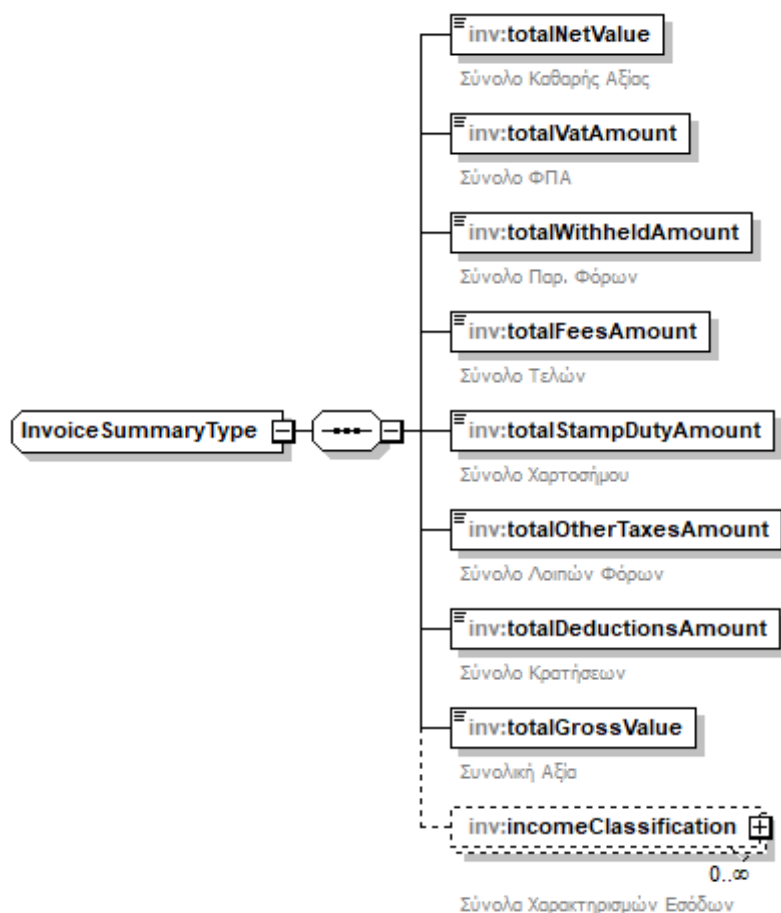 inv:totalNetValue
Σύνολο Καθαρής Αξίας
inv:totalVatAmount
Σύνολο ΦΠΑ
inv:totalWithheldAmount
Σύνολο Παρ. Φόρων
inv:totalFeesAmount
Σύνολο Τελών
InvoiceSummaryType
inv:totalStampDutyAmount
Σύνολο Χαρτοσήμου
inv:totalOtherTaxesAmount
Σύνολο Λοιπών Φόρων
inv:totalDeductionsAmount
Σύνολο Κρατήσεων
inv:totalGrossValue
Συνολική Αξία
inv:incomeClassification
0..∞
Σύνολα Χαρακτηρισμών Εσόδων